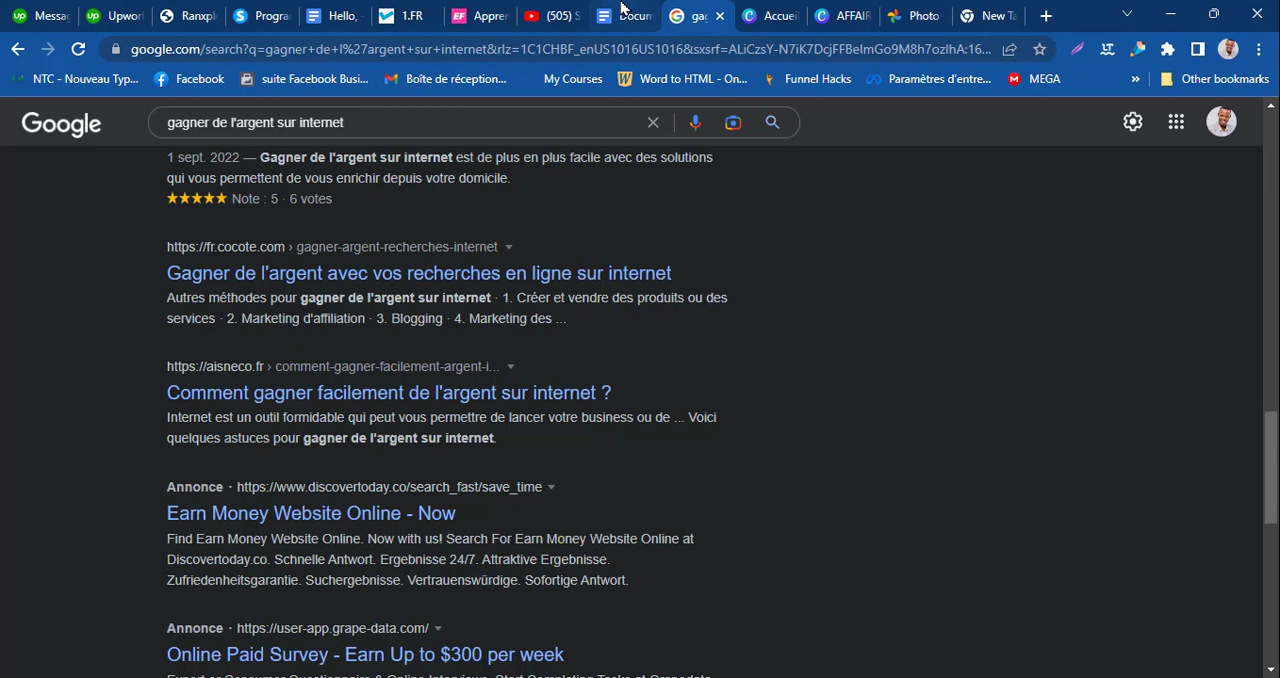 Messag Upwor Ranxplo Progra Hello, 1.FR Appren (505) S Docum gag Accuei AFFAIR Photo New Ta
google.com/search?q=gagner+de+l%27argent+sur+internet&rlz=1C1CHBF_enUS1016US1016&sxsrf=ALiCzsY-N7iK7DcjFFBeImGo9M8h7ozlhA:16...
NTC - Nouveau Typ... Facebook suite Facebook Busi... Boîte de réception... My Courses Word to HTML - On... Funnel Hacks Paramètres d'entre... MEGA » Other bookmarks
Google gagner de l'argent sur internet
1 sept. 2022 — Gagner de l'argent sur internet est de plus en plus facile avec des solutions
qui vous permettent de vous enrichir depuis votre domicile.
Note : 5 · 6 votes
https://fr.cocote.com › gagner-argent-recherches-internet
Gagner de l'argent avec vos recherches en ligne sur internet
Autres méthodes pour gagner de l'argent sur internet · 1. Créer et vendre des produits ou des
services · 2. Marketing d'affiliation · 3. Blogging · 4. Marketing des ...
https://aisneco.fr › comment-gagner-facilement-argent-i...
Comment gagner facilement de l'argent sur internet ?
Internet est un outil formidable qui peut vous permettre de lancer votre business ou de ... Voici
quelques astuces pour gagner de l'argent sur internet.
Annonce · https://www.discovertoday.co/search_fast/save_time
Earn Money Website Online - Now
Find Earn Money Website Online. Now with us! Search For Earn Money Website Online at
Discovertoday.co. Schnelle Antwort. Ergebnisse 24/7. Attraktive Ergebnisse.
Zufriedenheitsgarantie. Suchergebnisse. Vertrauenswürdige. Sofortige Antwort.
Annonce · https://user-app.grape-data.com/
Online Paid Survey - Earn Up to $300 per week